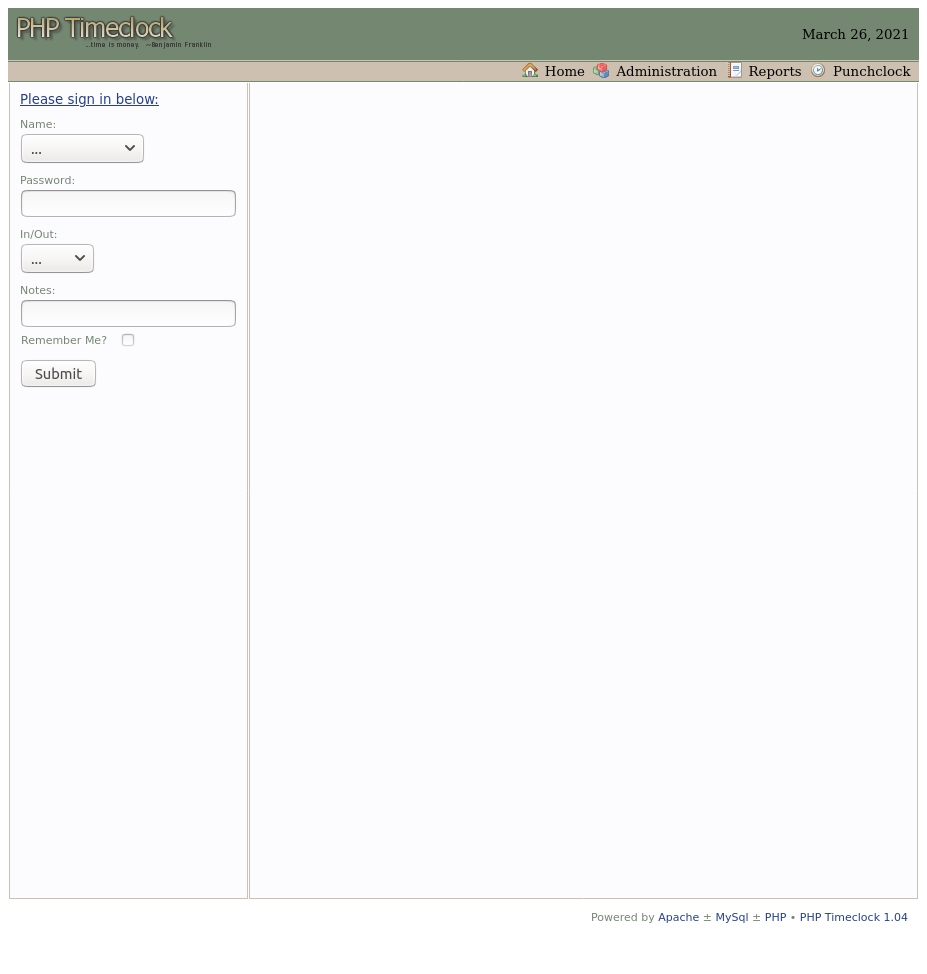 PHP Timeclock
...time is money. ~Benjamin Franklin
March 26, 2021
Home Administration Reports Punchclock
Please sign in below:
Name:
...
Password:
In/Out:
...
Notes:
Remember Me?
Submit
Powered by Apache ± MySql ± PHP • PHP Timeclock 1.04